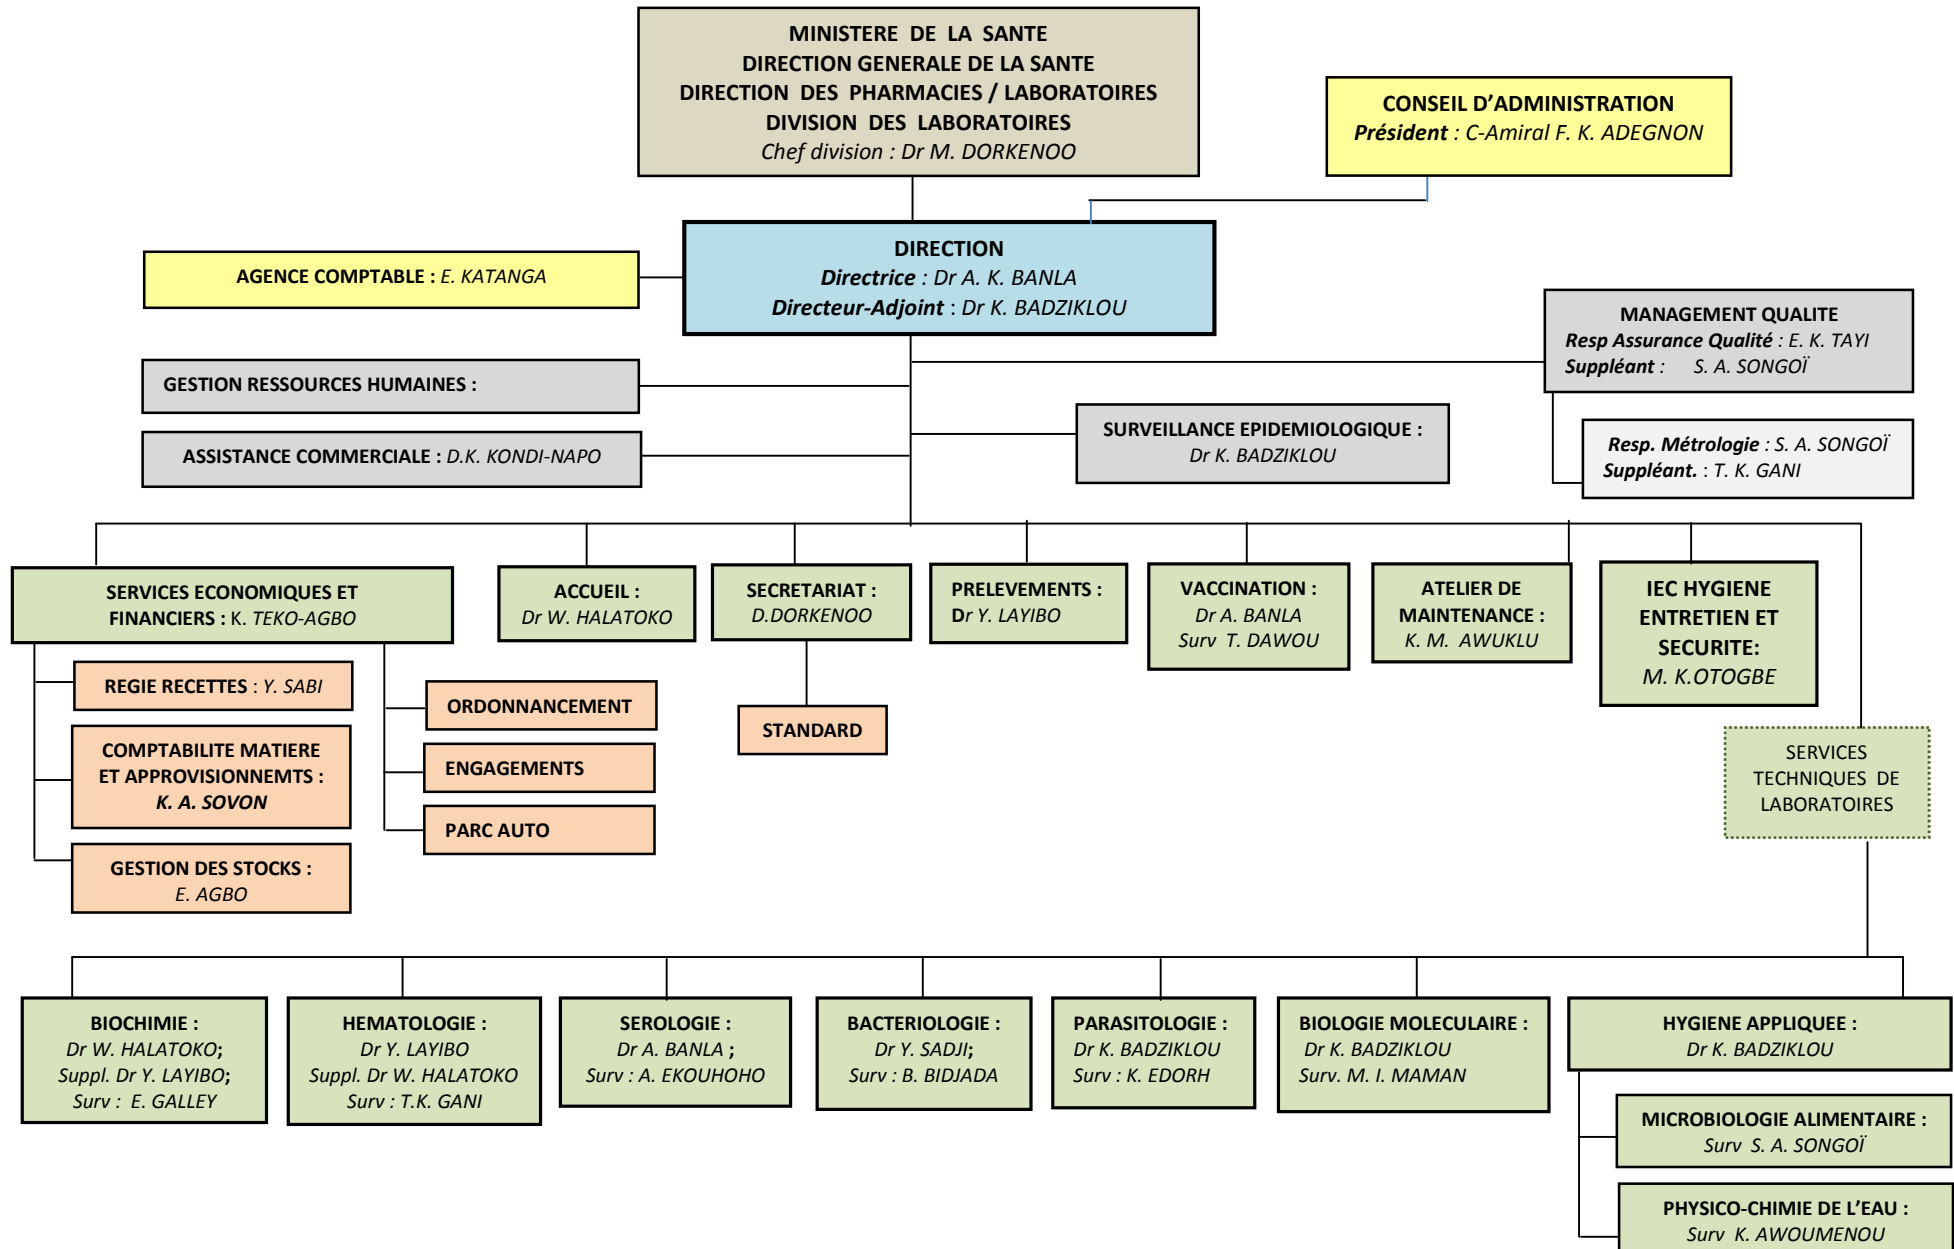 MINISTERE DE LA SANTE
DIRECTION GENERALE DE LA SANTE
DIRECTION DES PHARMACIES / LABORATOIRES
DIVISION DES LABORATOIRES
Chef division : Dr M. DORKENOO
CONSEIL D'ADMINISTRATION
Président : C-Amiral F. K. ADEGNON
DIRECTION
Directrice : Dr A. K. BANLA
Directeur-Adjoint : Dr K. BADZIKLOU
AGENCE COMPTABLE : E. KATANGA
MANAGEMENT QUALITE
Resp Assurance Qualité : E. K. TAYI
Suppléant : S. A. SONGOÏ
GESTION RESSOURCES HUMAINES :
SURVEILLANCE EPIDEMIOLOGIQUE :
Dr K. BADZIKLOU
ASSISTANCE COMMERCIALE : D.K. KONDI-NAPO
Resp. Métrologie : S. A. SONGOÏ
Suppléant. : T. K. GANI
SERVICES ECONOMIQUES ET
FINANCIERS : K. TEKO-AGBO
ACCUEIL :
Dr W. HALATOKO
SECRETARIAT :
D.DORKENOO
PRELEVEMENTS :
Dr Y. LAYIBO
VACCINATION :
Dr A. BANLA
Surv T. DAWOU
ATELIER DE
MAINTENANCE :
K. M. AWUKLU
IEC HYGIENE
ENTRETIEN ET
SECURITE:
M. K.OTOGBE
REGIE RECETTES : Y. SABI
COMPTABILITE MATIERE
ET APPROVISIONNEMTS :
K. A. SOVON
GESTION DES STOCKS :
E. AGBO
ORDONNANCEMENT
ENGAGEMENTS
PARC AUTO
STANDARD
SERVICES
TECHNIQUES DE
LABORATOIRES
BIOCHIMIE :
Dr W. HALATOKO;
Suppl. Dr Y. LAYIBO;
Surv : E. GALLEY
HEMATOLOGIE :
Dr Y. LAYIBO
Suppl. Dr W. HALATOKO
Surv : T.K. GANI
SEROLOGIE :
Dr A. BANLA ;
Surv : A. EKOUHOHO
BACTERIOLOGIE :
Dr Y. SADJI;
Surv : B. BIDJADA
PARASITOLOGIE :
Dr K. BADZIKLOU
Surv : K. EDORH
BIOLOGIE MOLECULAIRE :
Dr K. BADZIKLOU
Surv. M. I. MAMAN
HYGIENE APPLIQUEE :
Dr K. BADZIKLOU
MICROBIOLOGIE ALIMENTAIRE :
Surv S. A. SONGOÏ
PHYSICO-CHIMIE DE L'EAU :
Surv K. AWOUMENOU